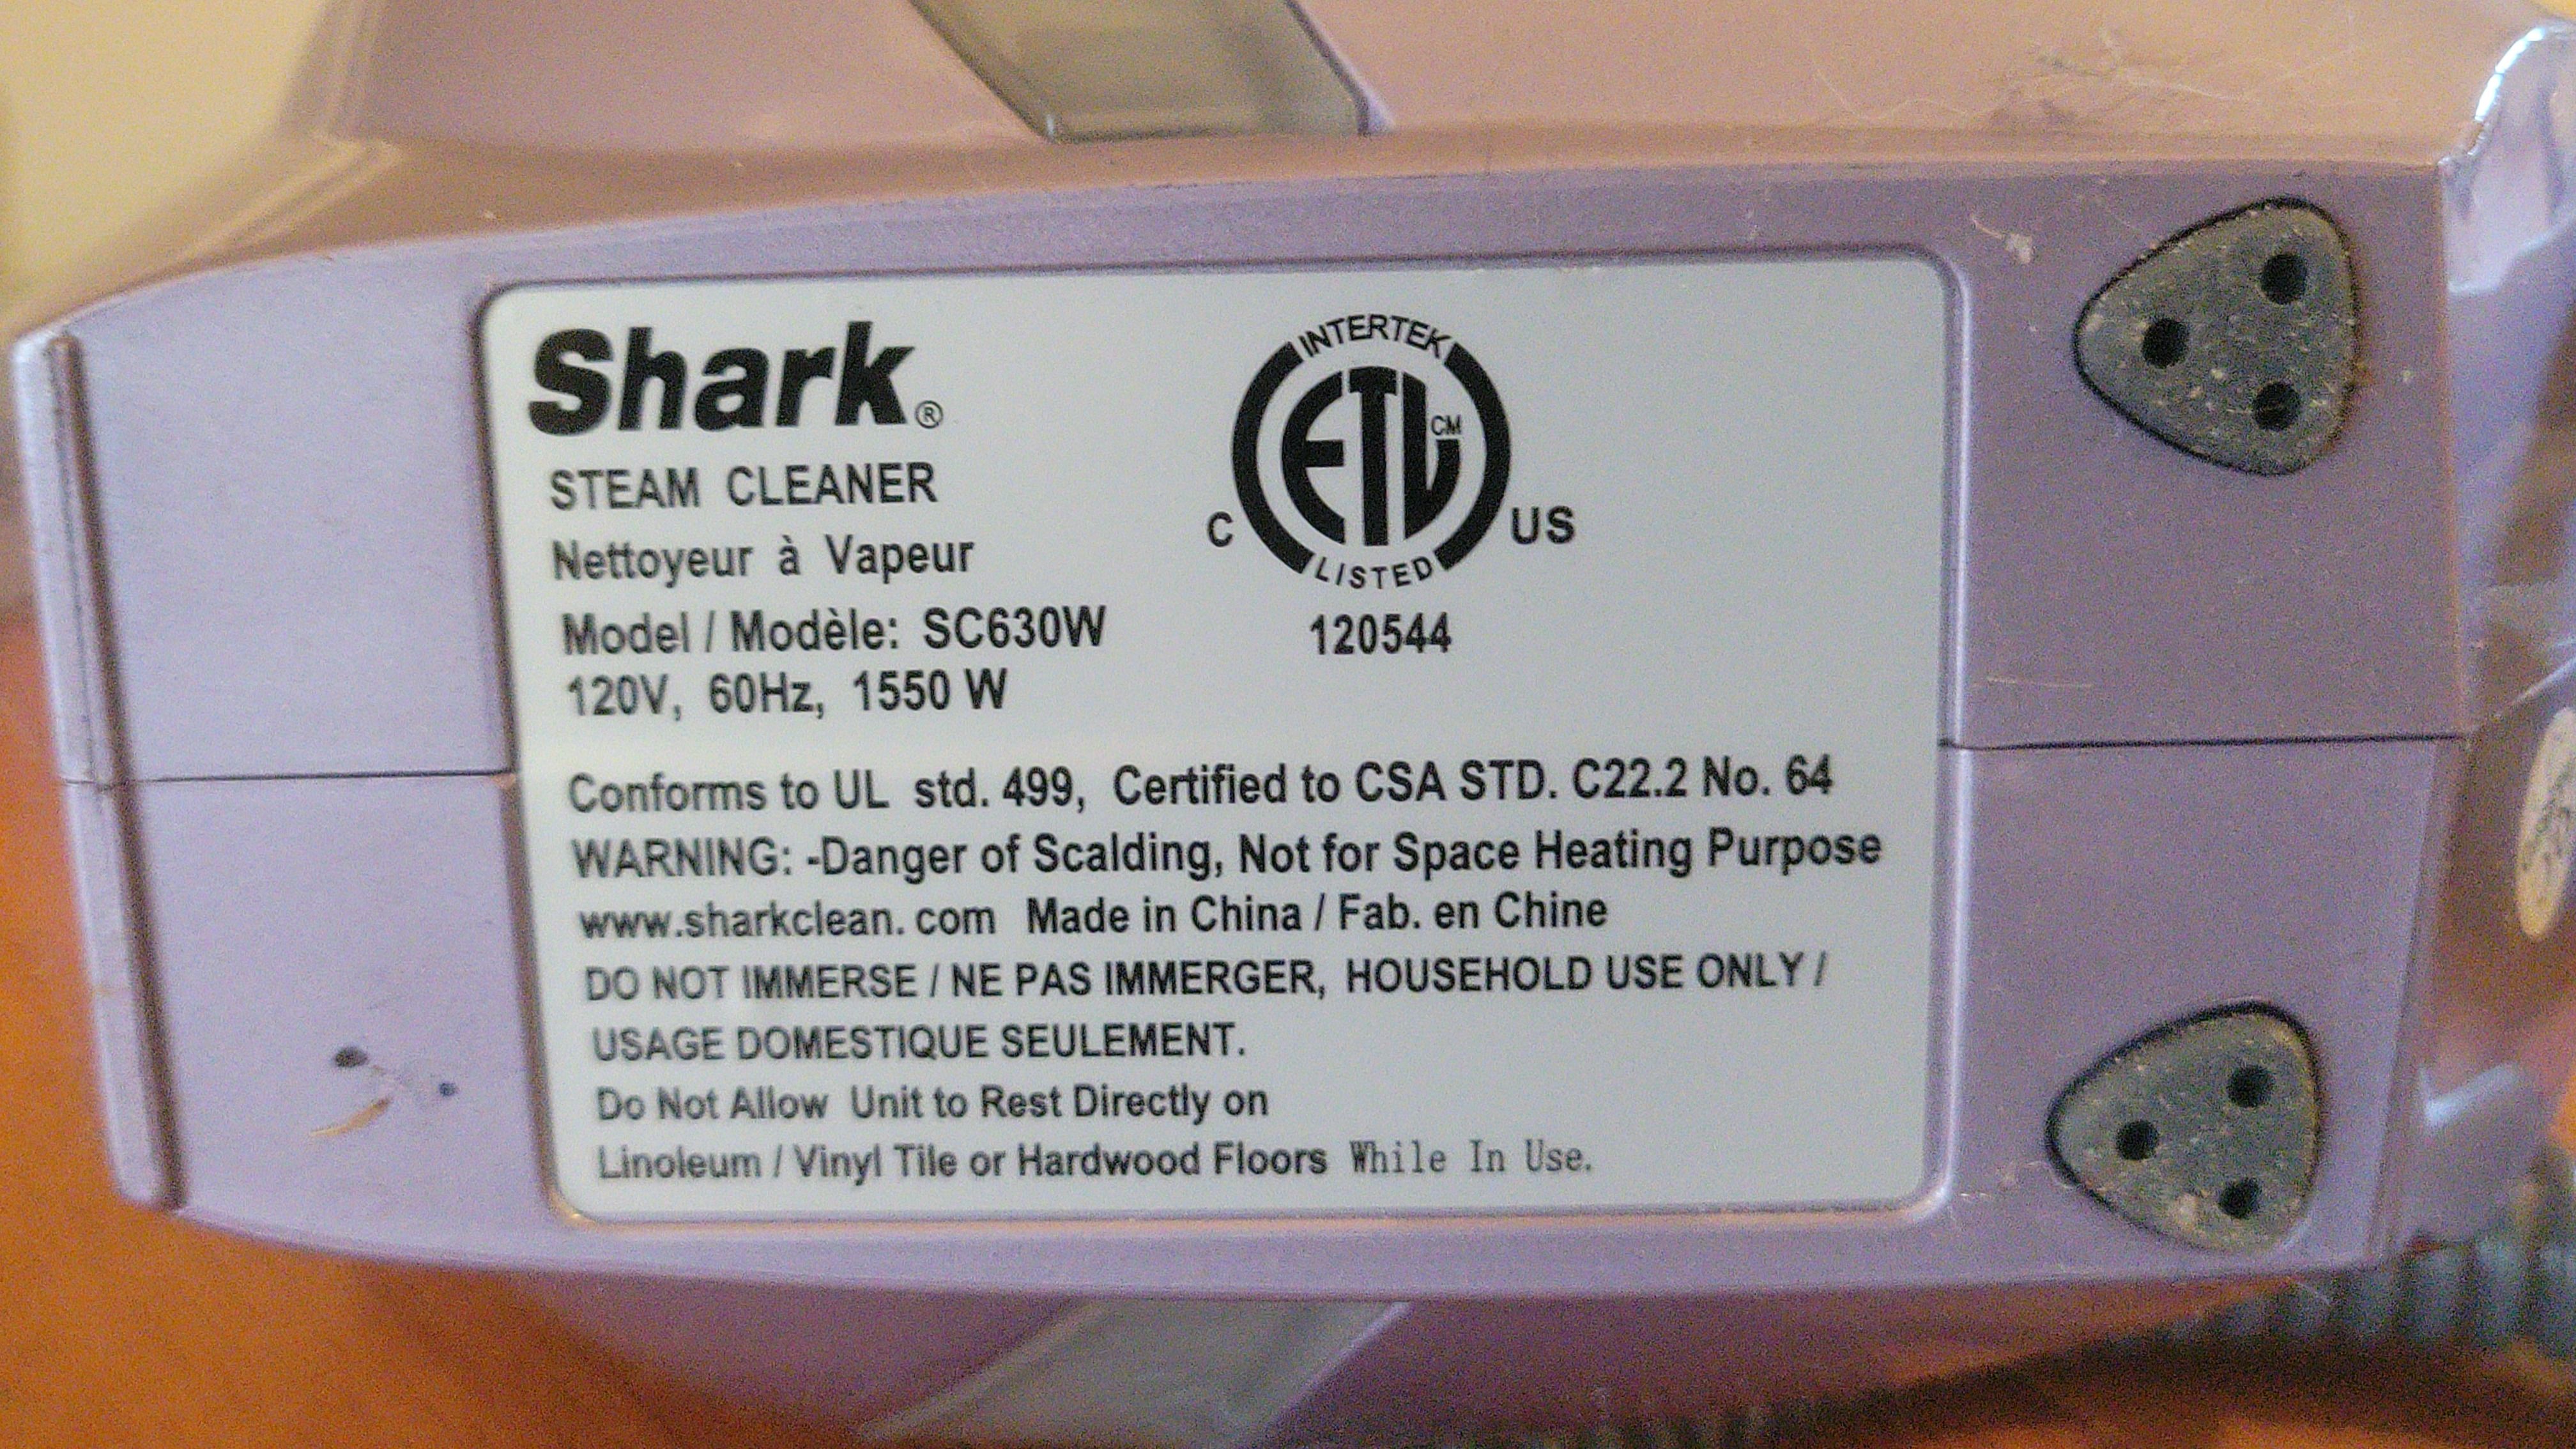 Shark®
STEAM CLEANER
Nettoyeur à Vapeur
Model / Modèle: SC630W
120V, 60Hz, 1550 W
INTERTEK
ETL CM
C US
LISTED
120544
Conforms to UL std. 499, Certified to CSA STD. C22.2 No. 64
WARNING: -Danger of Scalding, Not for Space Heating Purpose
www.sharkclean. com Made in China / Fab. en Chine
DO NOT IMMERSE / NE PAS IMMERGER, HOUSEHOLD USE ONLY /
USAGE DOMESTIQUE SEULEMENT.
Do Not Allow Unit to Rest Directly on
Linoleum / Vinyl Tile or Hardwood Floors While In Use.